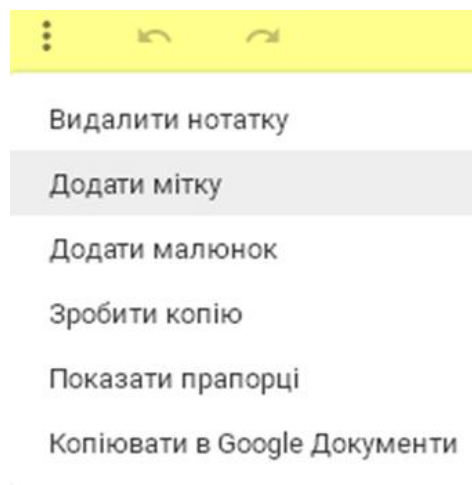 Видалити нотатку
Додати мітку
Додати малюнок
Зробити копію
Показати прапорці
Копіювати в Google Документи